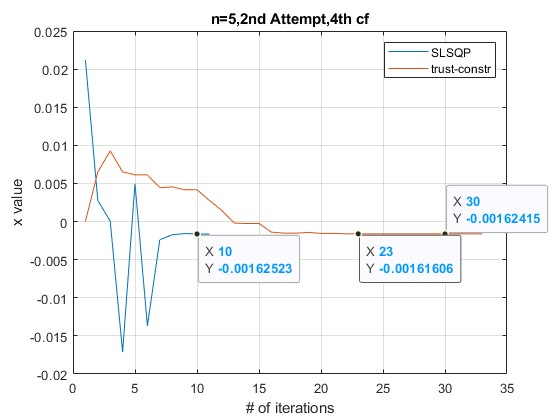 n=5,2nd Attempt,4th cf
SLSQP
trust-constr
0.025
0.02
0.015
0.01
0.005
0
-0.005
-0.01
-0.015
-0.02
x value
X 30
Y -0.00162415
X 10
Y -0.00162523
X 23
Y -0.00161606
0 5 10 15 20 25 30 35
# of iterations